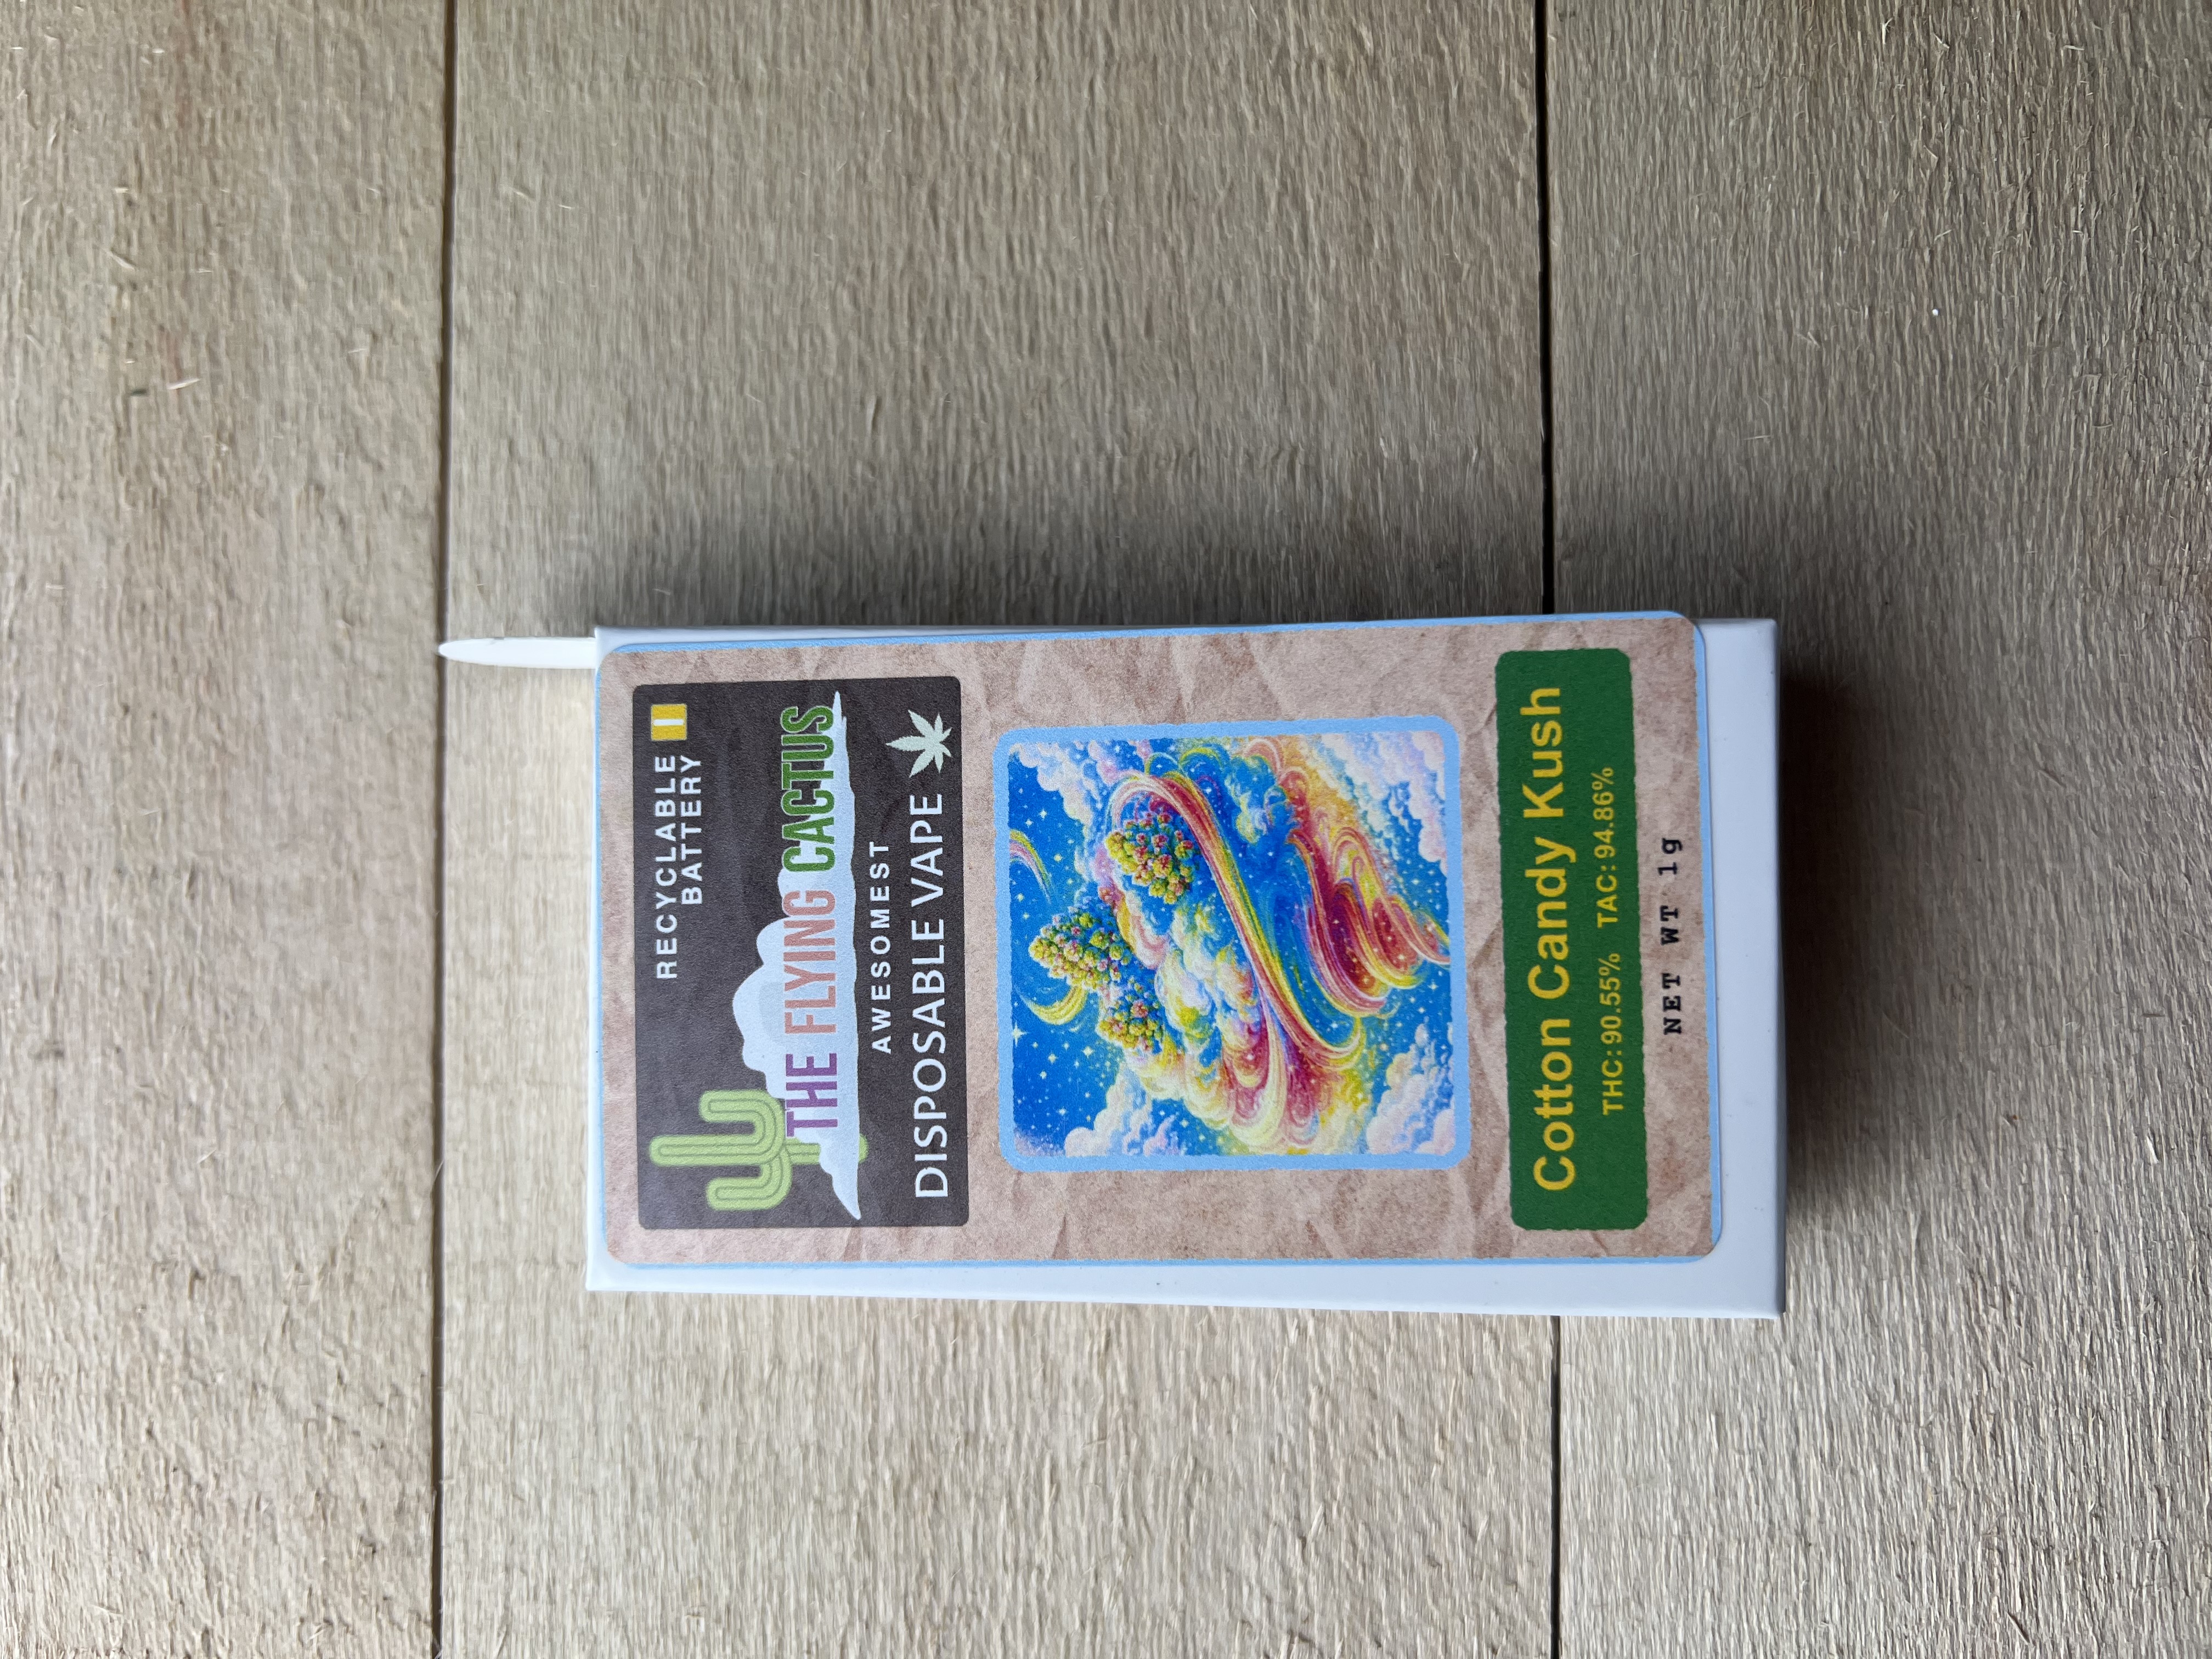 RECYCLABLE
BATTERY
THE FLYING CACTUS
AWESOMEST
DISPOSABLE VAPE
Cotton Candy Kush
THC: 90.55% TAC: 94.86%
NET WT 1g